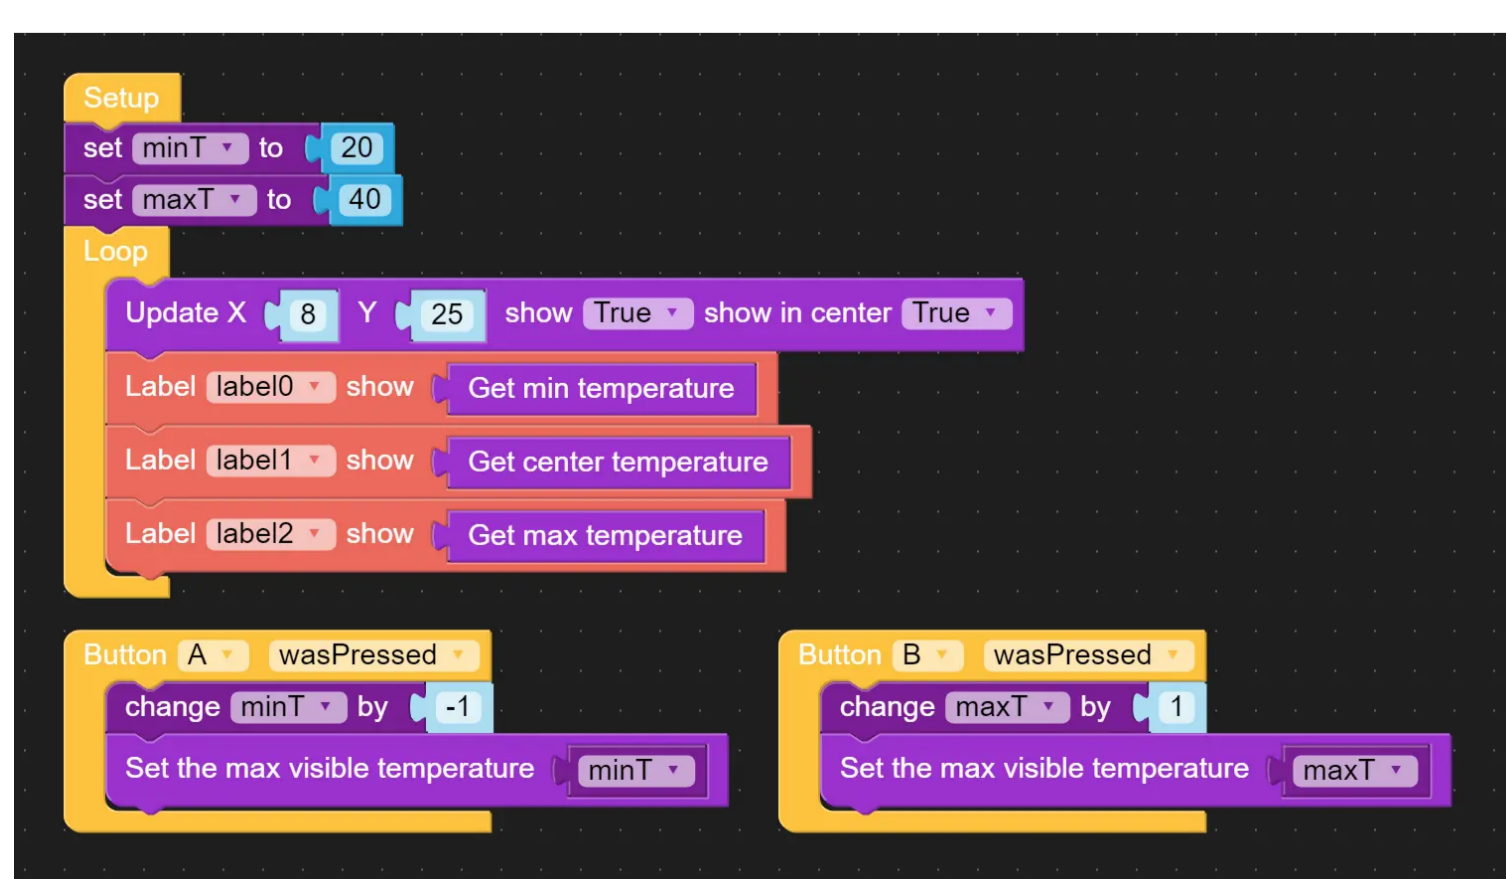 Setup
set minT to 20
set maxT to 40
Loop
Update X 8 Y 25 show True show in center True
Label label0 show Get min temperature
Label label1 show Get center temperature
Label label2 show Get max temperature
Button A wasPressed
change minT by -1
Set the max visible temperature minT
Button B wasPressed
change maxT by 1
Set the max visible temperature maxT